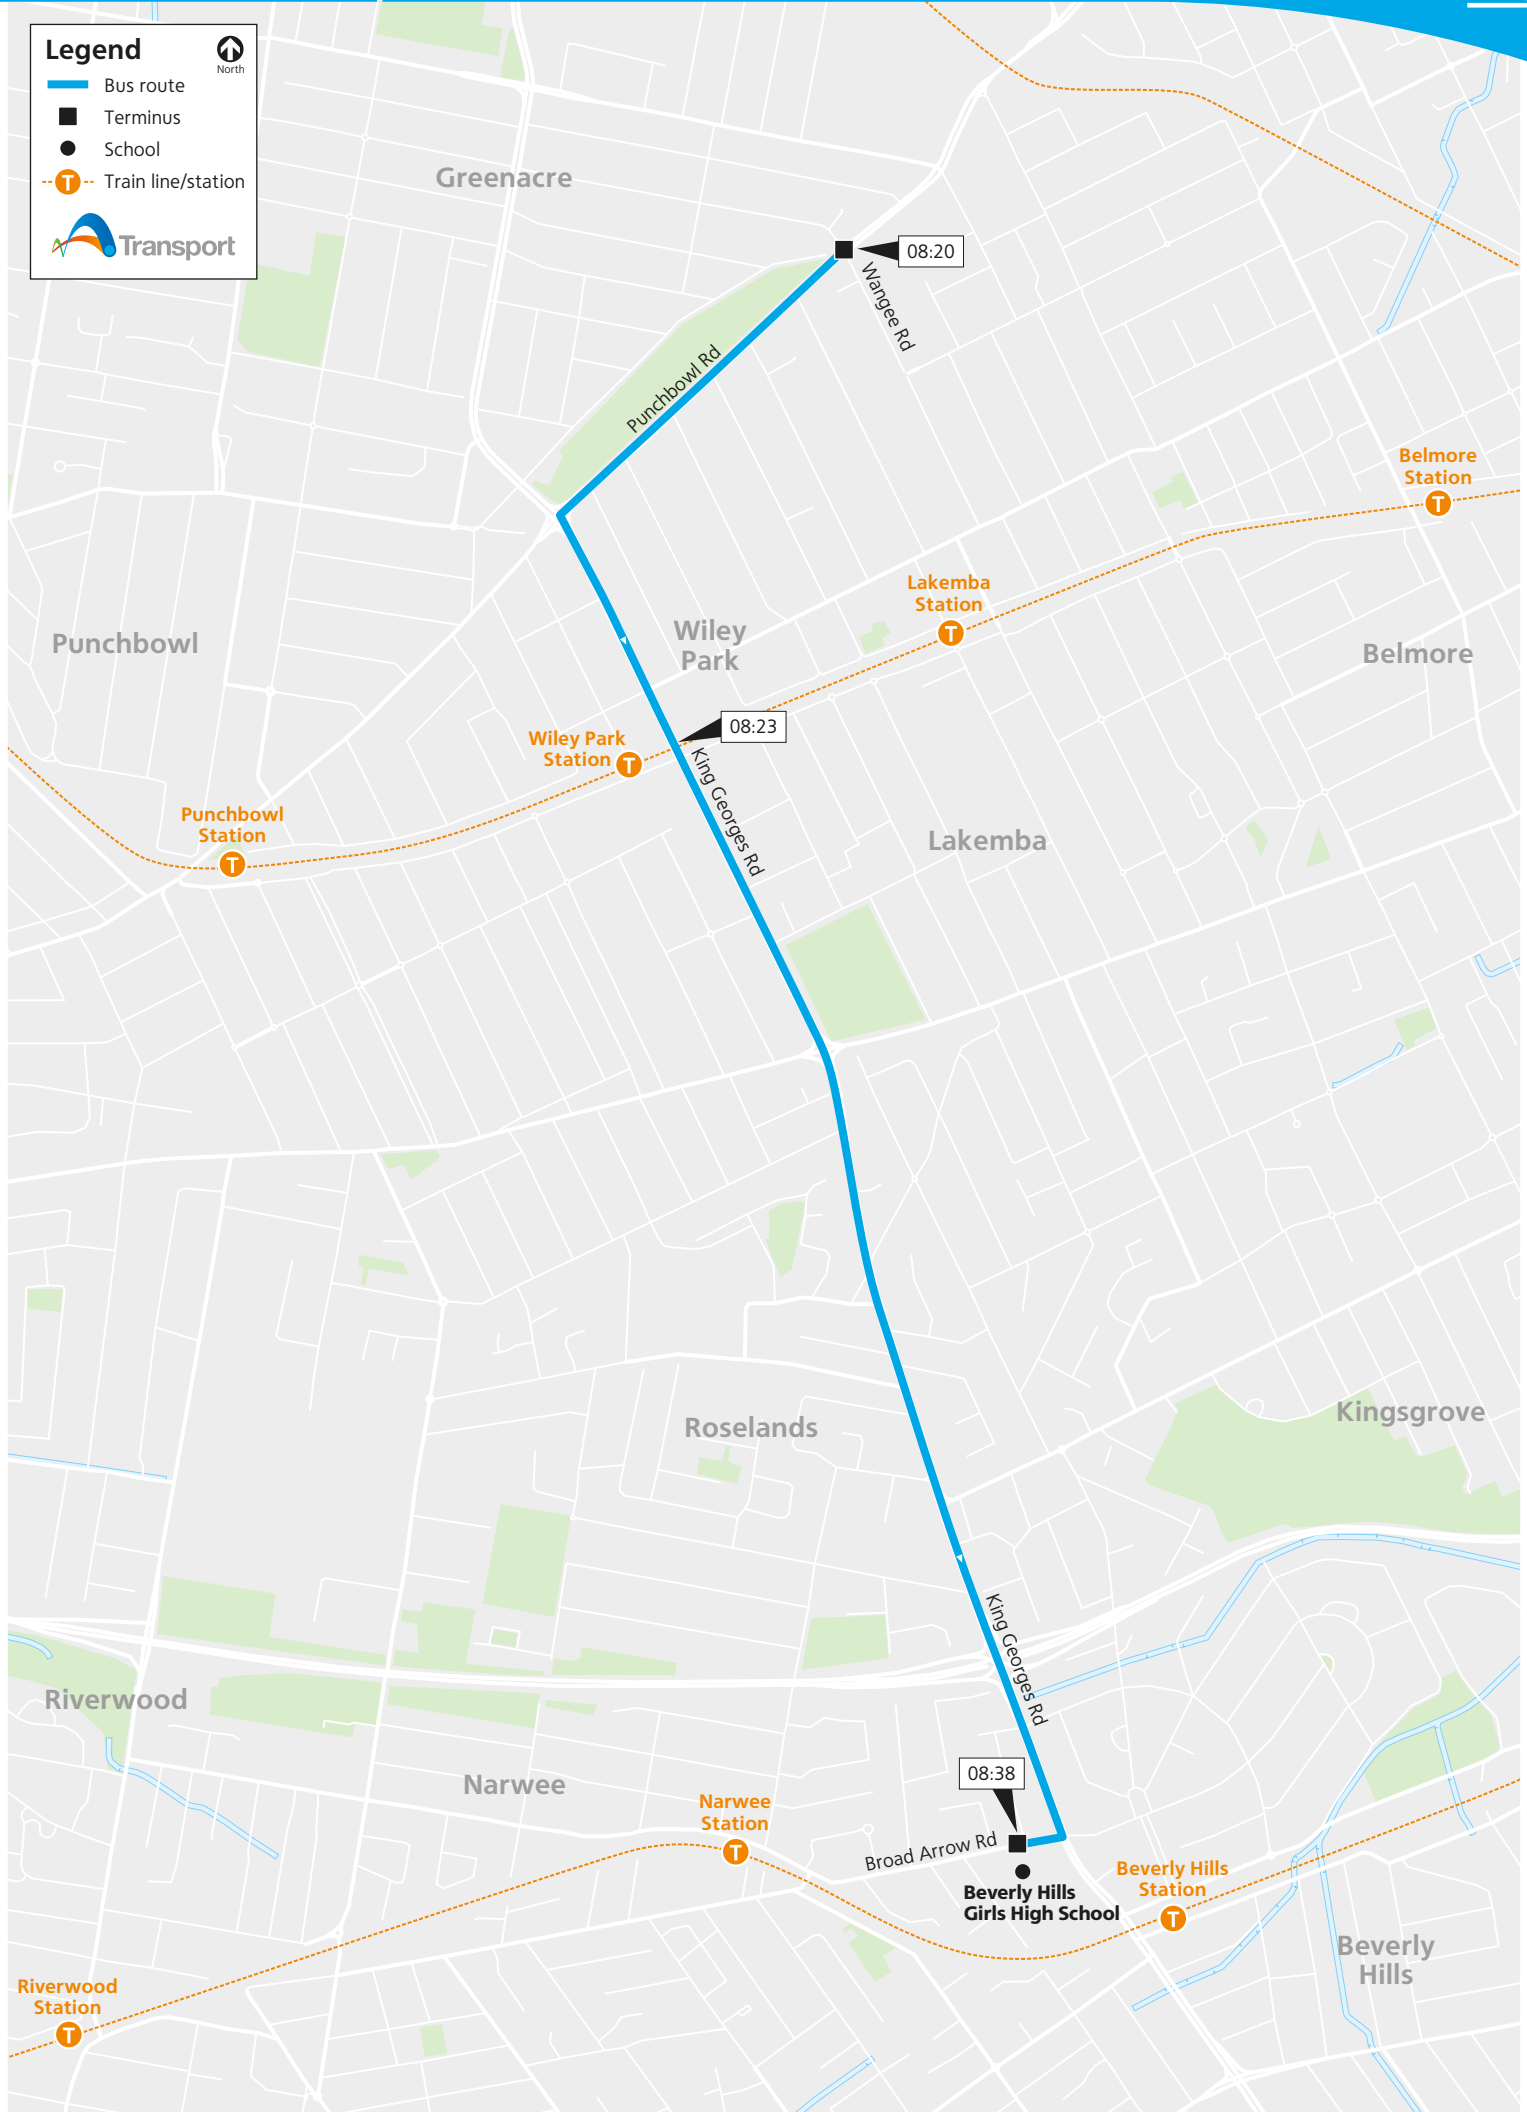 Legend
North
Bus route
Terminus
School
T
Train line/station
Transport
Greenacre
08:20
Wangee Rd
Punchbowl Rd
Belmore
Station
T
Lakemba
Station
T
Wiley
Park
Punchbowl
Belmore
08:23
Wiley Park
Station
T
King Georges Rd
Punchbowl
Station
T
Lakemba
Kingsgrove
Roselands
King Georges Rd
Riverwood
08:38
Narwee
Narwee
Station
T
Broad Arrow Rd
Beverly Hills
Girls High School
Beverly Hills
Station
T
Beverly
Hills
Riverwood
Station
T